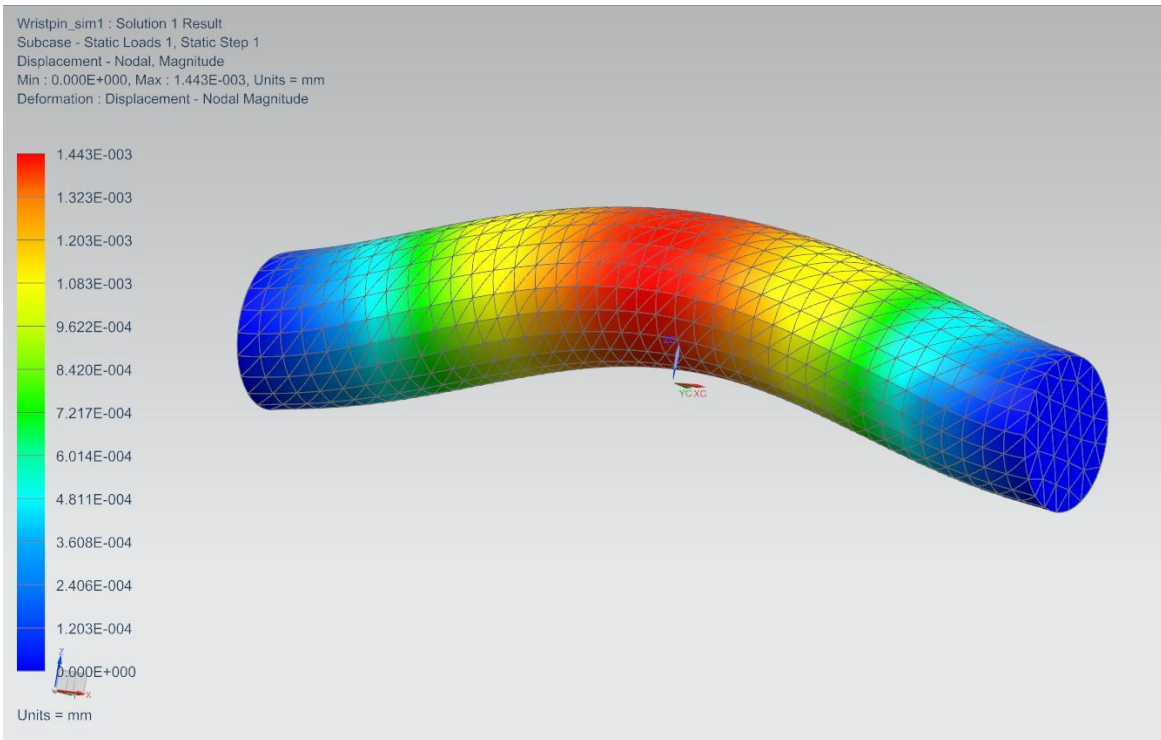 Wristpin_sim1 : Solution 1 Result
Subcase - Static Loads 1, Static Step 1
Displacement - Nodal, Magnitude
Min : 0.000E+000, Max : 1.443E-003, Units = mm
Deformation : Displacement - Nodal Magnitude
1.443E-003
1.323E-003
1.203E-003
1.083E-003
9.622E-004
8.420E-004
7.217E-004
6.014E-004
4.811E-004
3.608E-004
2.406E-004
1.203E-004
0.000E+000
Units = mm
Z
X
YC XC